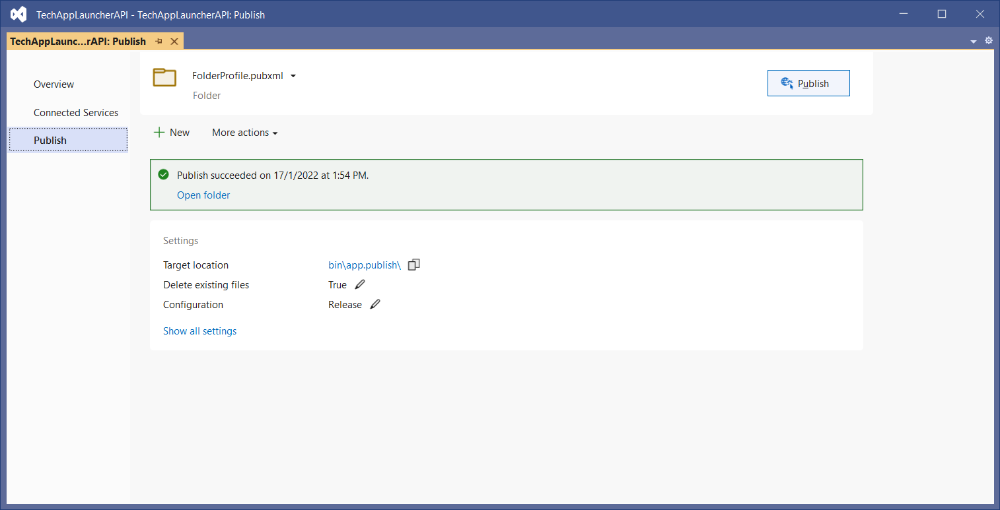 TechAppLauncherAPI - TechAppLauncherAPI: Publish
TechAppLaunc...rAPI: Publish
Overview
Connected Services
Publish
FolderProfile.pubxml
Folder
Publish
New
More actions
Publish succeeded on 17/1/2022 at 1:54 PM.
Open folder
Settings
Target location bin\app.publish\
Delete existing files True
Configuration Release
Show all settings